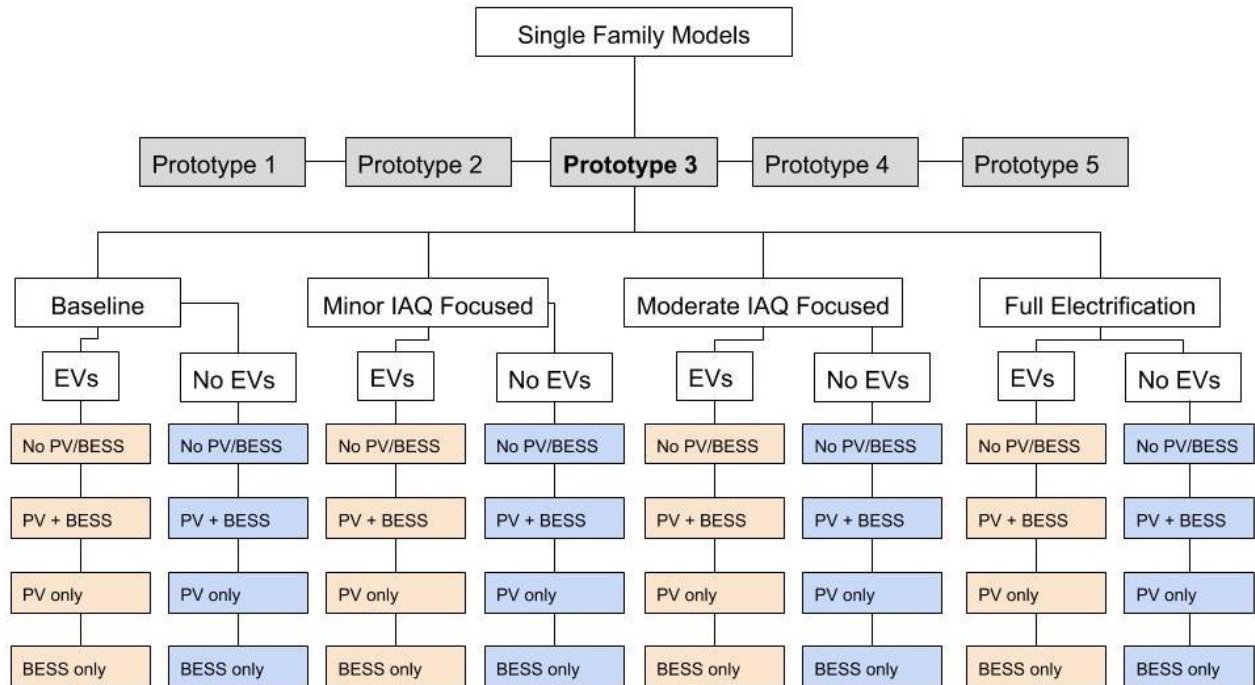 Single Family Models
Prototype 1
Prototype 2
Prototype 3
Prototype 4
Prototype 5
Baseline
Minor IAQ Focused
Moderate IAQ Focused
Full Electrification
EVs
No EVs
EVs
No EVs
EVs
No EVs
EVs
No EVs
No PV/BESS
No PV/BESS
No PV/BESS
No PV/BESS
No PV/BESS
No PV/BESS
No PV/BESS
No PV/BESS
PV + BESS
PV + BESS
PV + BESS
PV + BESS
PV + BESS
PV + BESS
PV + BESS
PV + BESS
PV only
PV only
PV only
PV only
PV only
PV only
PV only
PV only
BESS only
BESS only
BESS only
BESS only
BESS only
BESS only
BESS only
BESS only